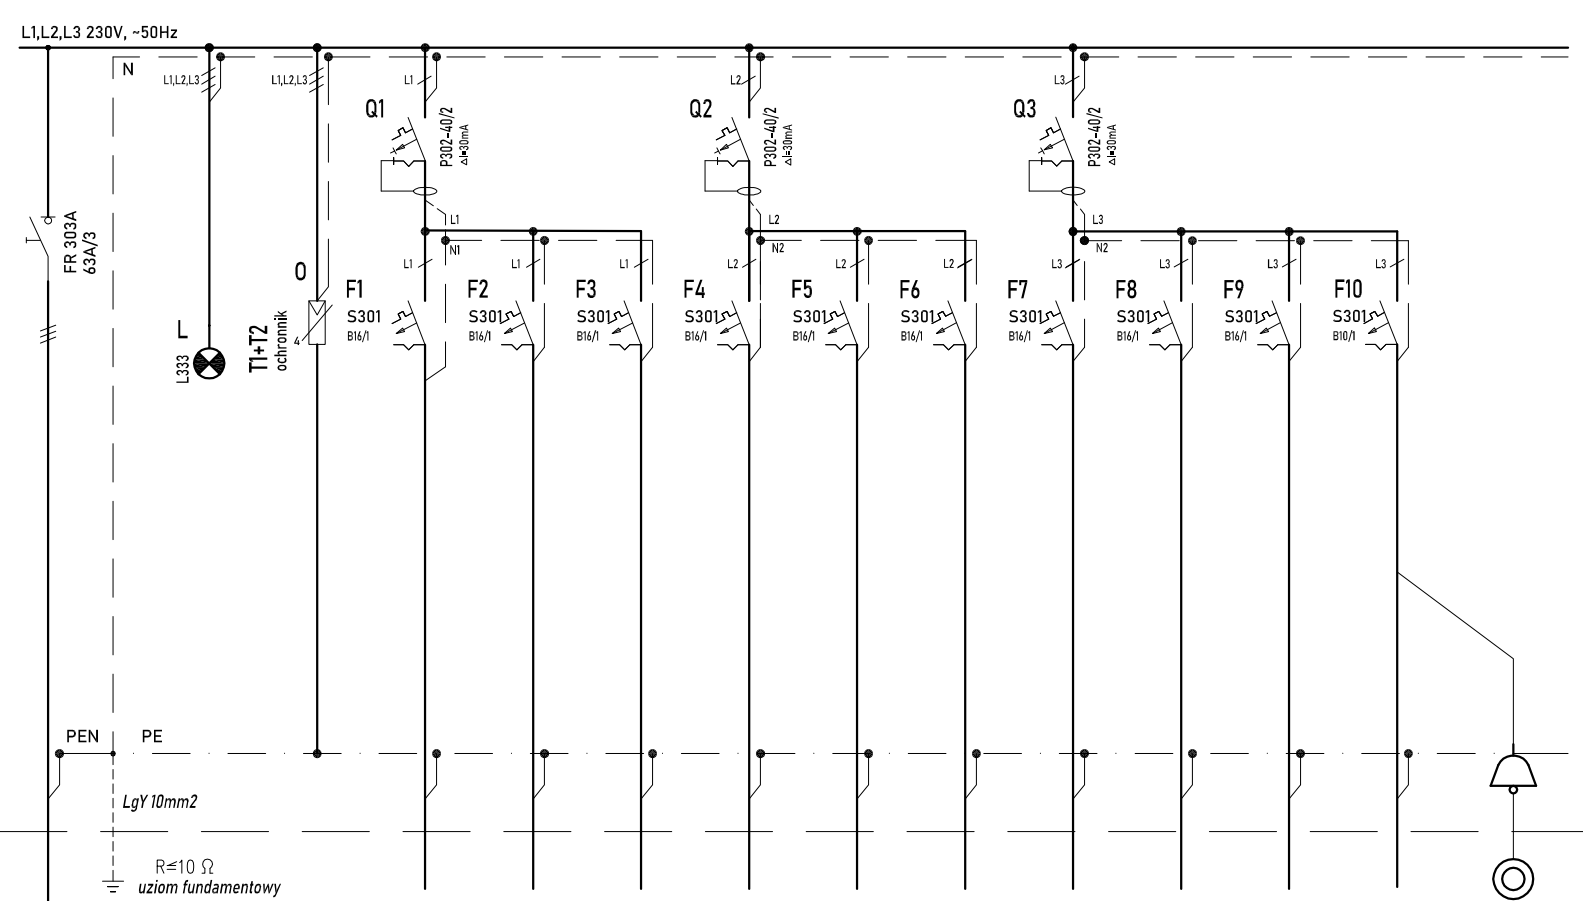 L1,L2,L3 230V, ~50Hz
N
L1,L2,L3
L1,L2,L3
L1
L2
L3
Q1
P302-40/2
ΔI=30mA
Q2
P302-40/2
ΔI=30mA
Q3
P302-40/2
ΔI=30mA
FR 303A
63A/3
L1
N1
L2
N2
L3
N2
L1
L1
L1
L2
L2
L2
L3
L3
L3
L3
O
T1+T2
ochronnik
4
L
L333
F1
S301
B16/1
F2
S301
B16/1
F3
S301
B16/1
F4
S301
B16/1
F5
S301
B16/1
F6
S301
B16/1
F7
S301
B16/1
F8
S301
B16/1
F9
S301
B16/1
F10
S301
B10/1
PEN
PE
LgY 10mm2
R≤10 Ω
uziom fundamentowy